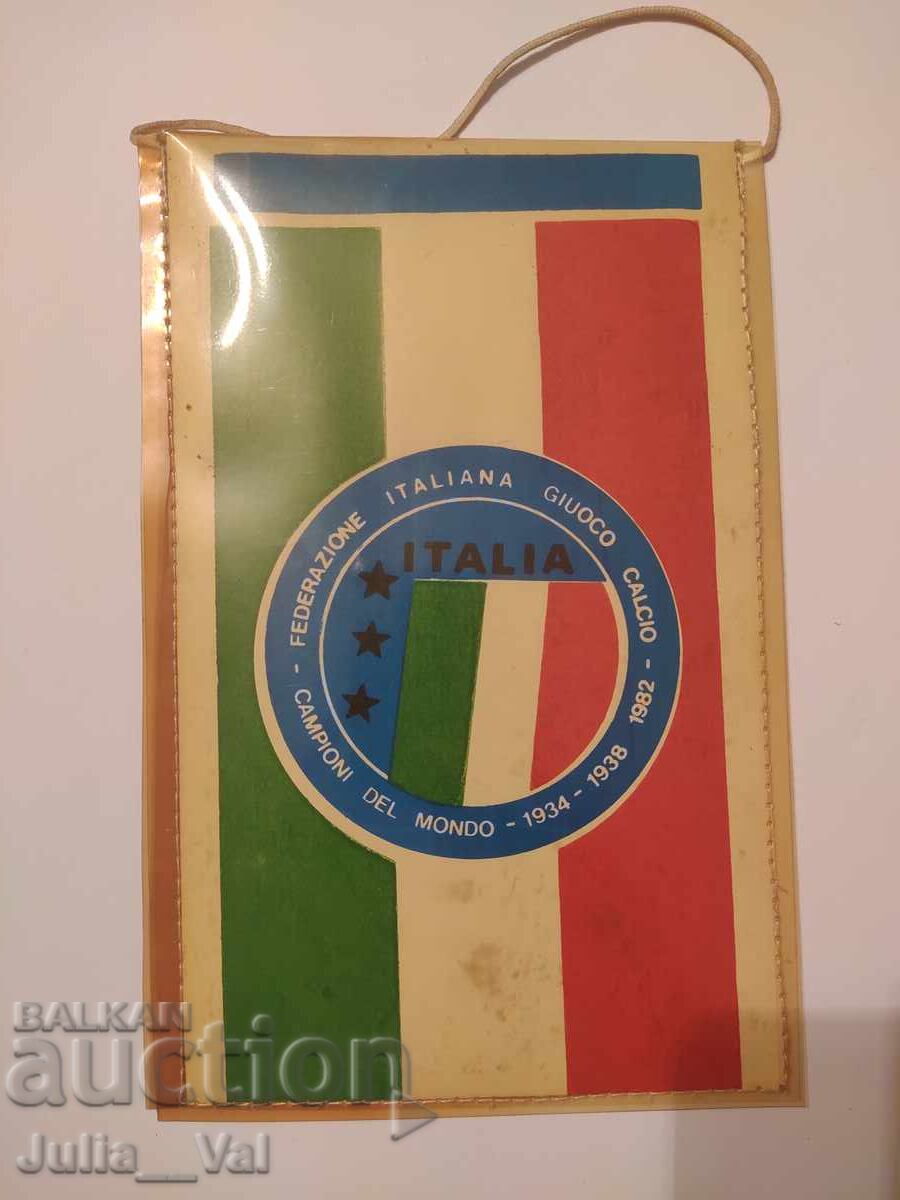 - FEDERAZIONE ITALIANA GIUOCO CALCIO -
ITALIA
CAMPIONI DEL MONDO - 1934 - 1938 1982
BALKAN
auction
Julia__Val